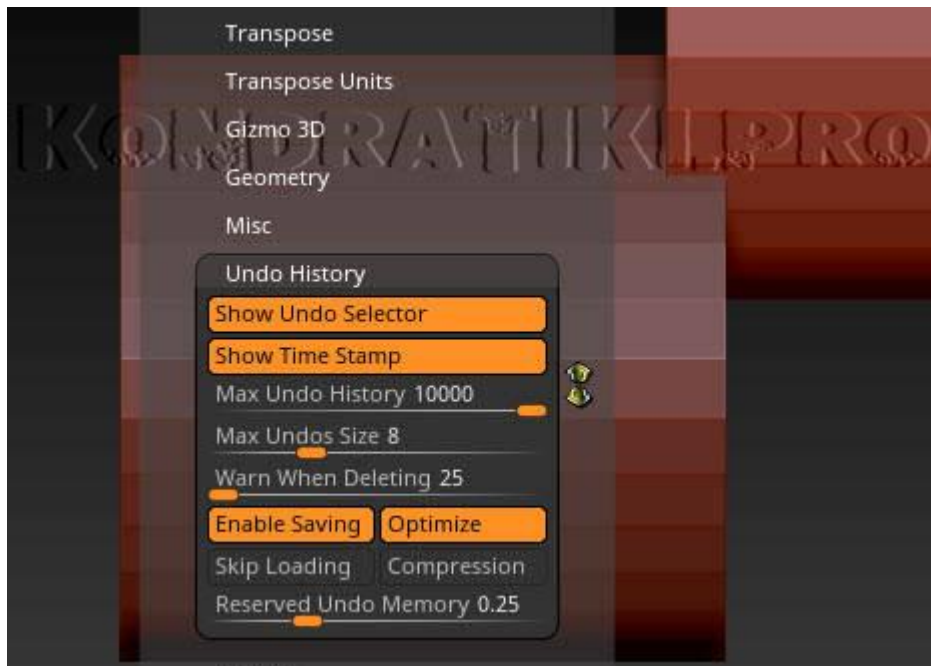 Transpose
Transpose Units
KONDRATIKI.PRO
Gizmo 3D
Geometry
Misc
Undo History
Show Undo Selector
Show Time Stamp
Max Undo History 10000
Max Undos Size 8
Warn When Deleting 25
Enable Saving Optimize
Skip Loading Compression
Reserved Undo Memory 0.25